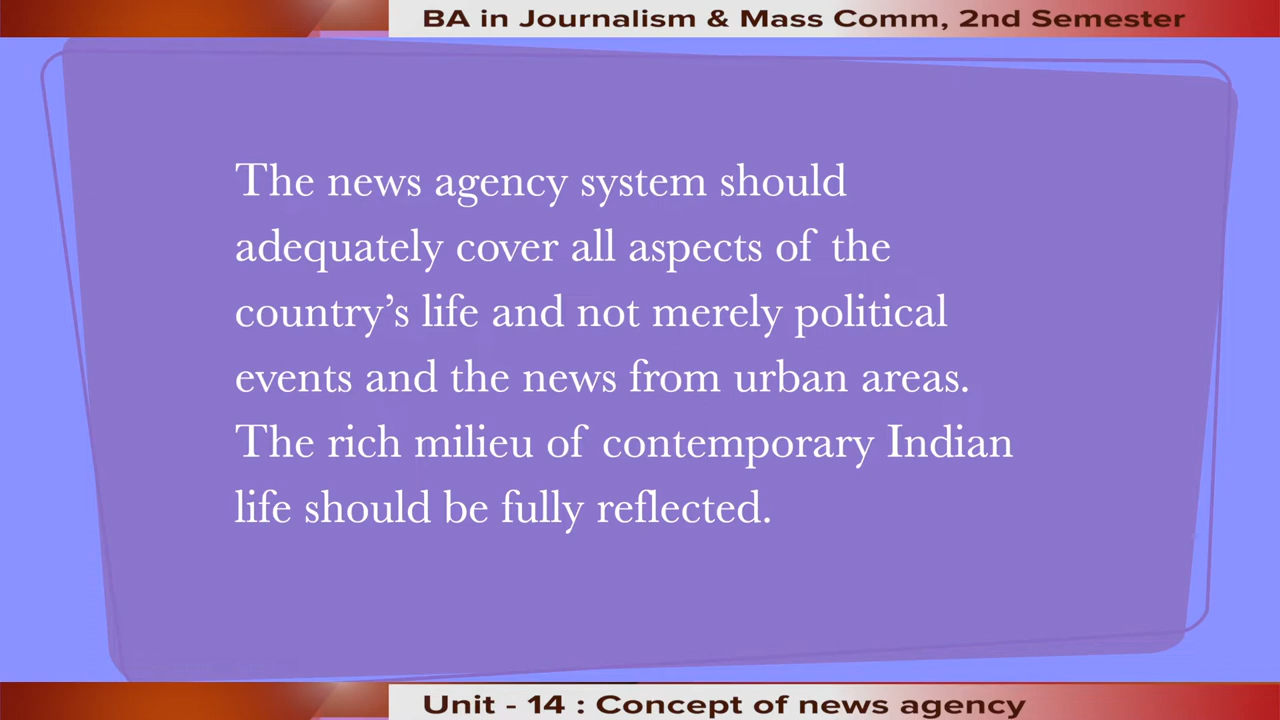 BA in Journalism & Mass Comm, 2nd Semester
The news agency system should
adequately cover all aspects of the
country’s life and not merely political
events and the news from urban areas.
The rich milieu of contemporary Indian
life should be fully reflected.
Unit - 14 : Concept of news agency